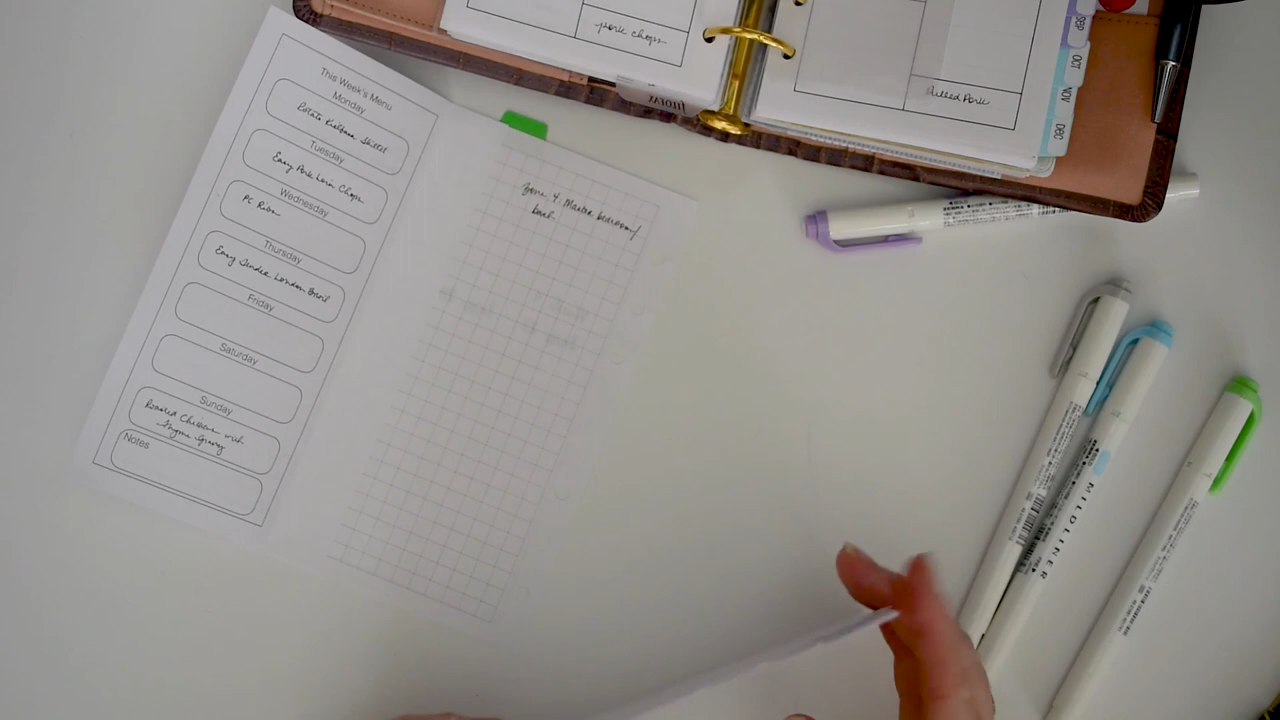 This Week's Menu
Monday
Potato Kielbasa Skillet
Tuesday
Easy Pork Loin Chops
Wednesday
PC Ribs
Thursday
Easy Tender London Broil
Friday
Saturday
Sunday
Roasted Chicken with
Thyme Gravy
Notes
Zone 4: Master bedroom/
bath
pork chops
Pork
SEP
OCT
NOV
DEC
MILDLINER